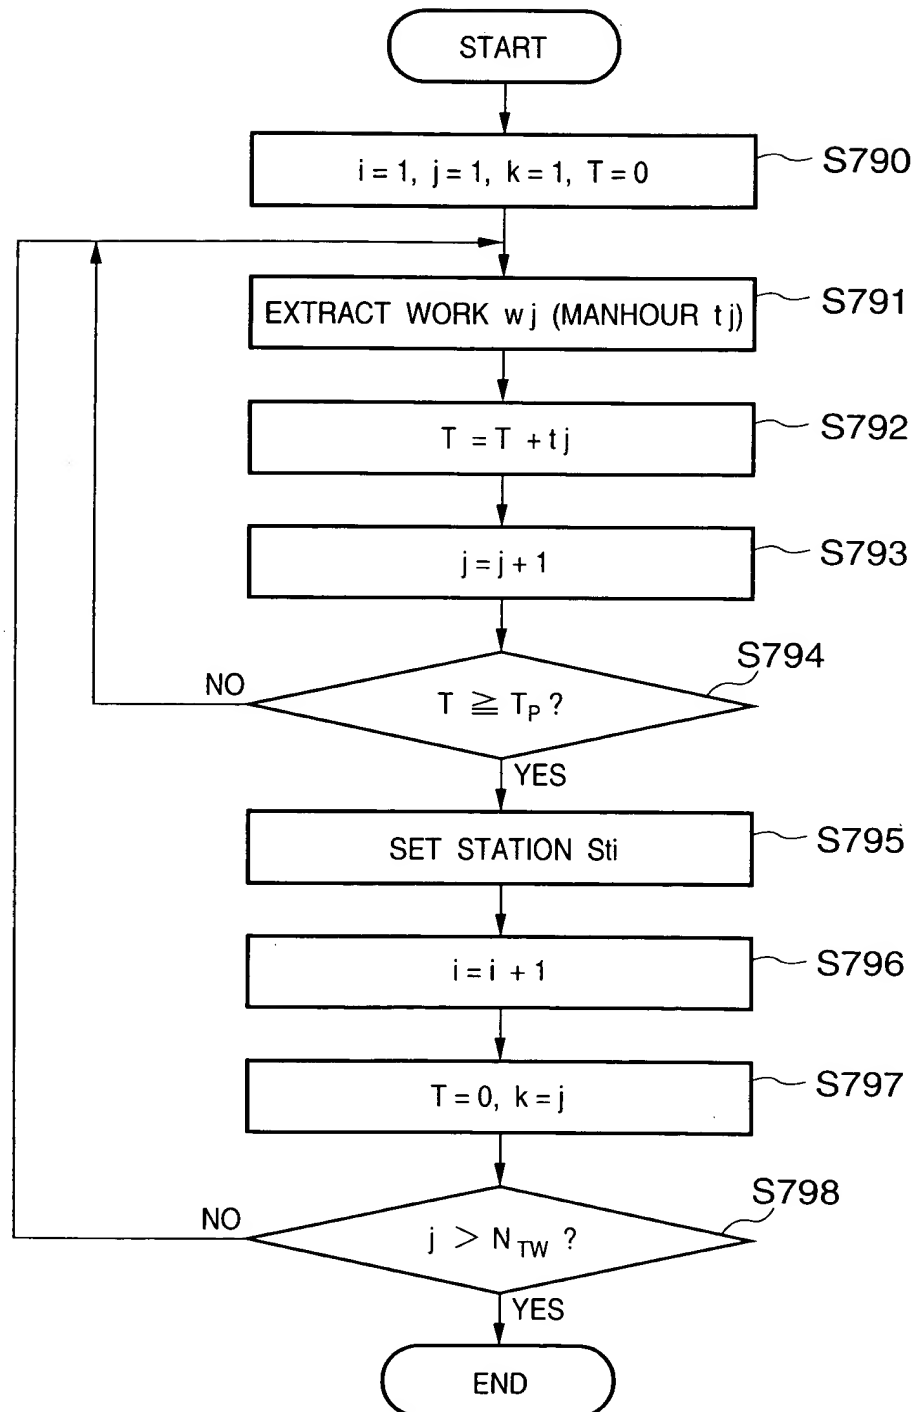 START
i = 1, j = 1, k = 1, T = 0
S790
EXTRACT WORK wj (MANHOUR tj)
S791
T = T + tj
S792
j = j + 1
S793
S794
NO
T ≧ TP ?
YES
SET STATION Sti
S795
i = i + 1
S796
T = 0, k = j
S797
S798
NO
j > NTW ?
YES
END